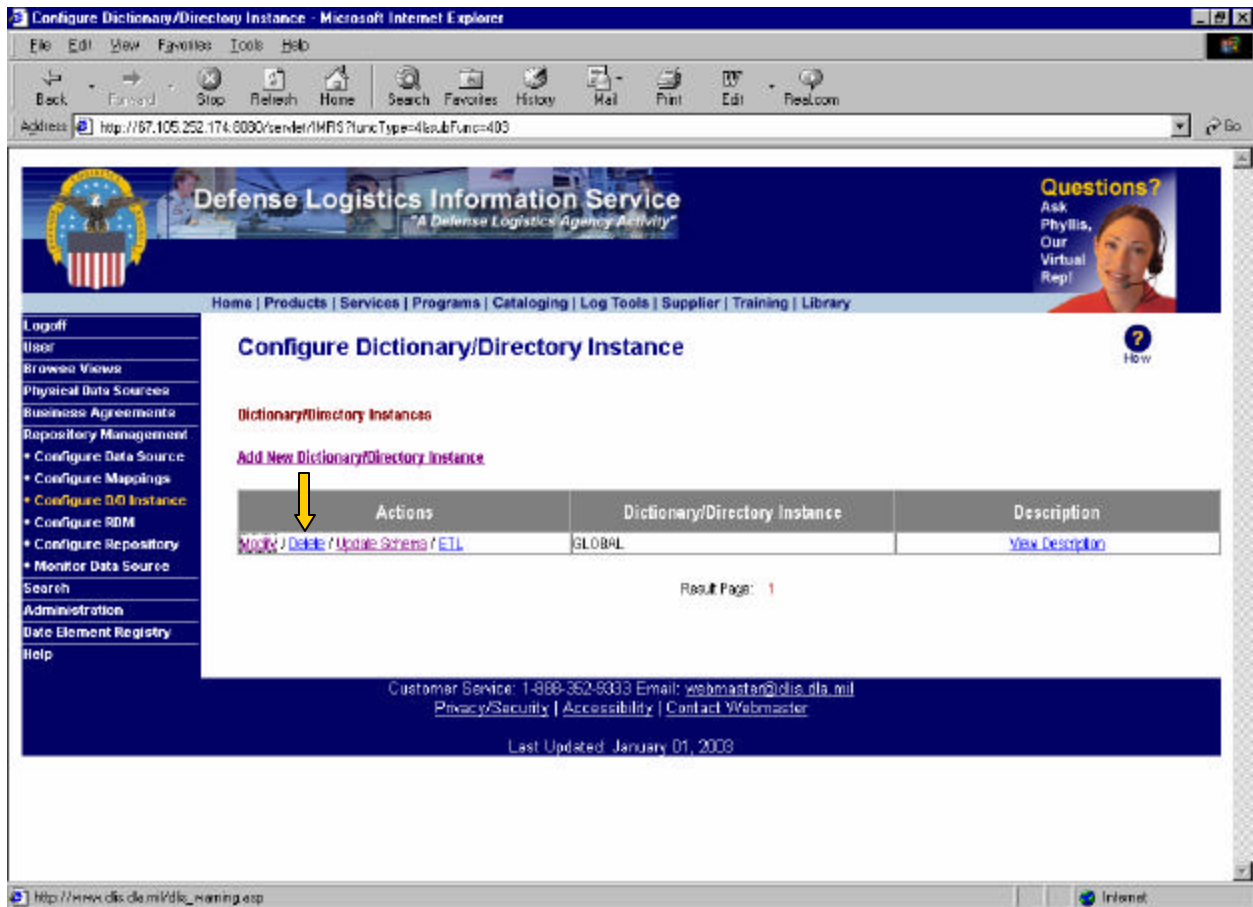 Configure Dictionary/Directory Instance - Microsoft Internet Explorer
File Edit View Favorites Tools Help
Back Forward Stop Refresh Home Search Favorites History Mail Print Edit Real.com
Address http://67.105.252.174:8080/servlet/IMRIS?funcType=4&subFunc=403 Go
Defense Logistics Information Service
"A Defense Logistics Agency Activity"
Questions?
Ask
Phyllis,
Our
Virtual
Rep!
Home | Products | Services | Programs | Cataloging | Log Tools | Supplier | Training | Library
Logoff
User
Browse Views
Physical Data Sources
Business Agreements
Repository Management
• Configure Data Source
• Configure Mappings
• Configure D/D Instance
• Configure RDM
• Configure Repository
• Monitor Data Source
Search
Administration
Date Element Registry
Help
Configure Dictionary/Directory Instance
?
How
Dictionary/Directory Instances
Add New Dictionary/Directory Instance
Actions Dictionary/Directory Instance Description
Modify / Delete / Update Schema / ETL GLOBAL View Description
Result Page: 1
Customer Service: 1-888-352-9333 Email: webmaster@dlis.dla.mil
Privacy/Security | Accessibility | Contact Webmaster
Last Updated: January 01, 2003
http://www.dlis.dla.mil/dlis_warning.asp Internet